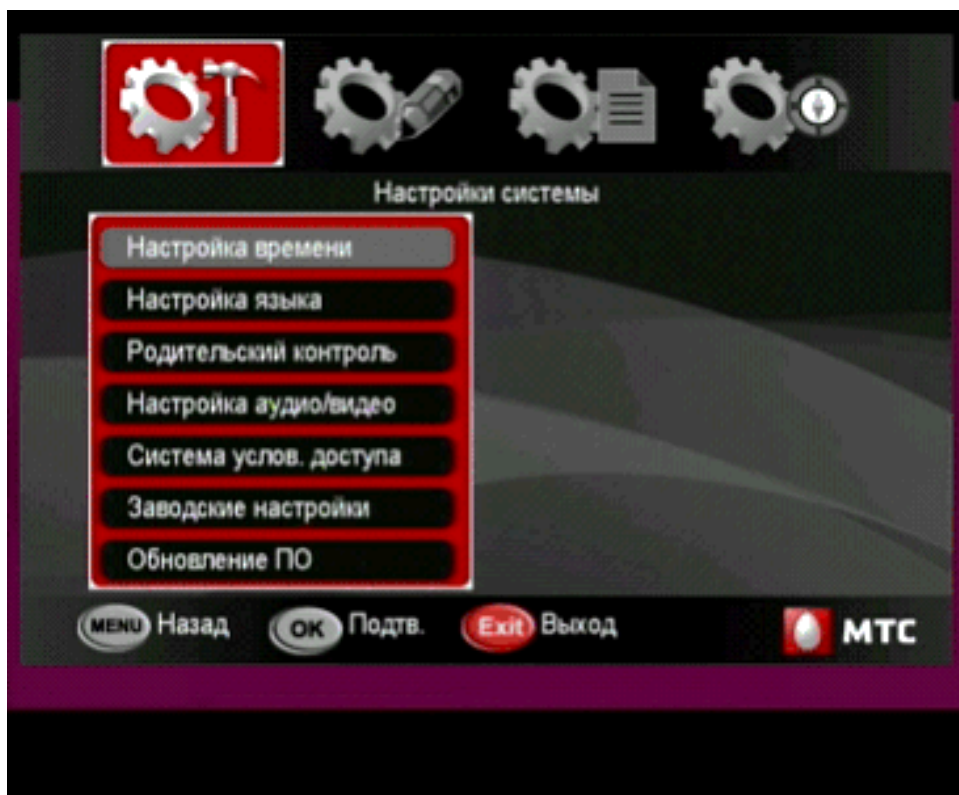 Настройки системы
Настройка времени
Настройка языка
Родительский контроль
Настройка аудио/видео
Система услов. доступа
Заводские настройки
Обновление ПО
MENU Назад OK Подтв. Exit Выход МТС